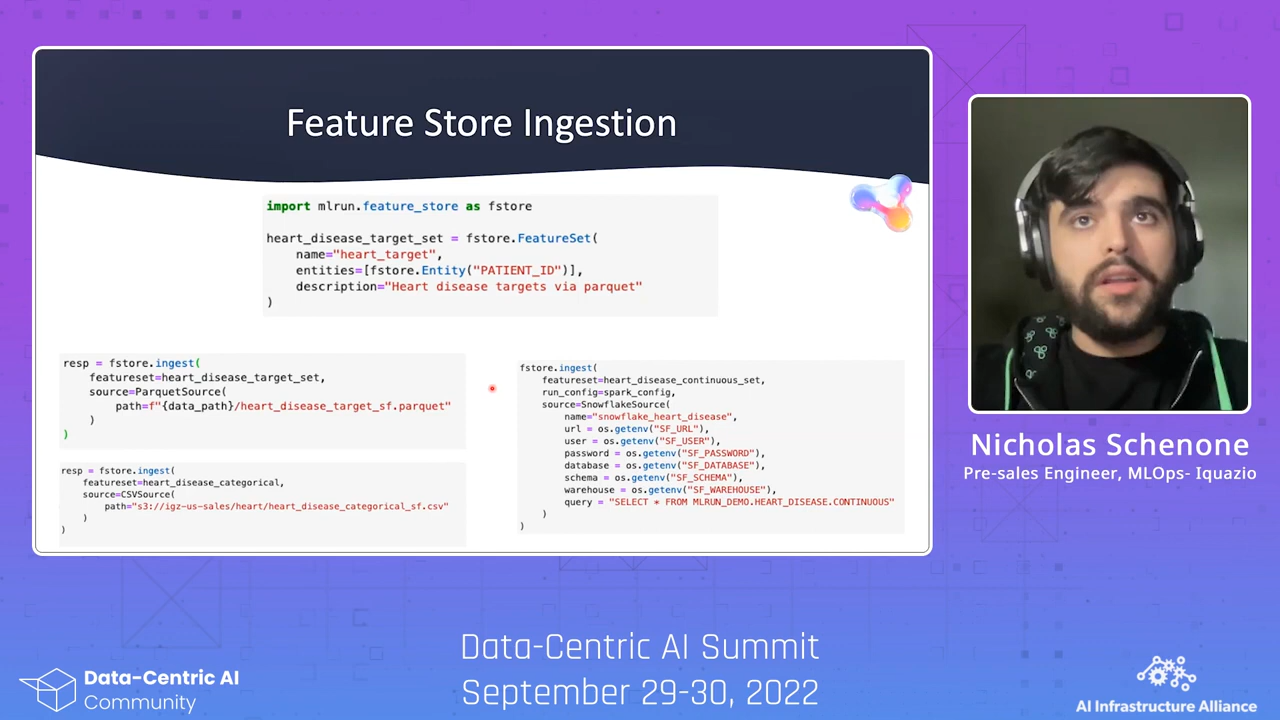 Feature Store Ingestion
import mlrun.feature_store as fstore
heart_disease_target_set = fstore.FeatureSet(
name="heart_target",
entities=[fstore.Entity("PATIENT_ID")],
description="Heart disease targets via parquet"
)
resp = fstore.ingest(
featureset=heart_disease_target_set,
source=ParquetSource(
path=f"{data_path}/heart_disease_target_sf.parquet"
)
)
resp = fstore.ingest(
featureset=heart_disease_categorical,
source=CSVSource(
path="s3://igz-us-sales/heart/heart_disease_categorical_sf.csv"
)
)
fstore.ingest(
featureset=heart_disease_continuous_set,
run_config=spark_config,
source=SnowflakeSource(
name="snowflake_heart_disease",
url = os.getenv("SF_URL"),
user = os.getenv("SF_USER"),
password = os.getenv("SF_PASSWORD"),
database = os.getenv("SF_DATABASE"),
schema = os.getenv("SF_SCHEMA"),
warehouse = os.getenv("SF_WAREHOUSE"),
query = "SELECT * FROM MLRUN_DEMO.HEART_DISEASE.CONTINUOUS"
)
)
Nicholas Schenone
Pre-sales Engineer, MLOps- Iquazio
Data-Centric AI Summit
September 29-30, 2022
Data-Centric AI
Community
AI Infrastructure Alliance